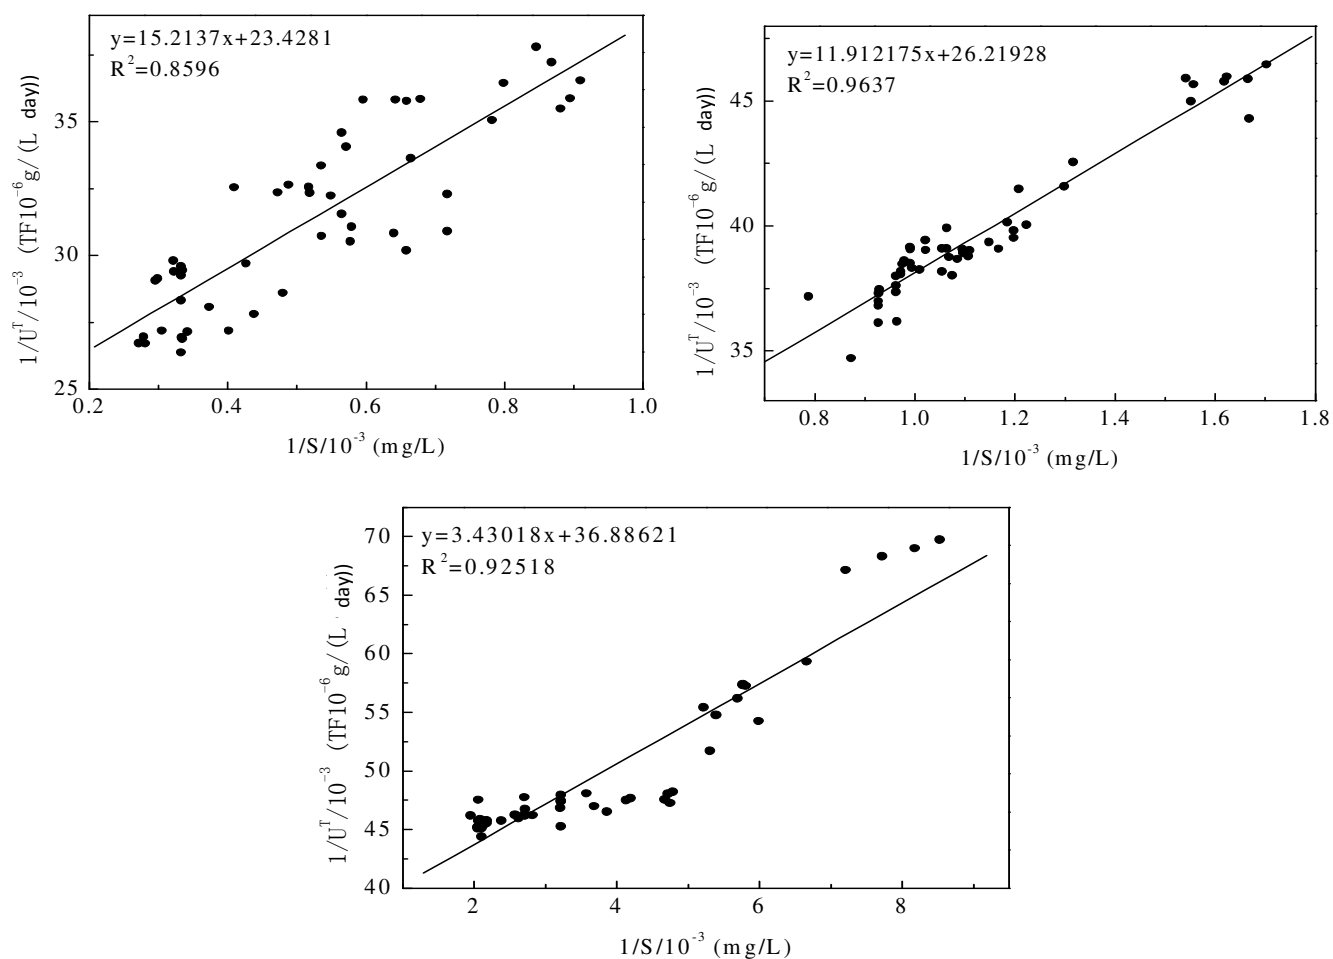 y=15.2137x+23.4281
R²=0.8596
35
30
25
0.2 0.4 0.6 0.8 1.0
1/U^T/10^-3 (TF10^-6 g/(L day))
1/S/10^-3 (mg/L)
y=11.912175x+26.21928
R²=0.9637
45
40
35
0.8 1.0 1.2 1.4 1.6 1.8
1/U^T/10^-3 (TF10^-6 g/(L day))
1/S/10^-3 (mg/L)
y=3.43018x+36.88621
R²=0.92518
70
65
60
55
50
45
40
2 4 6 8
1/U^T/10^-3 (TF10^-6 g/(L · day))
1/S/10^-3 (mg/L)